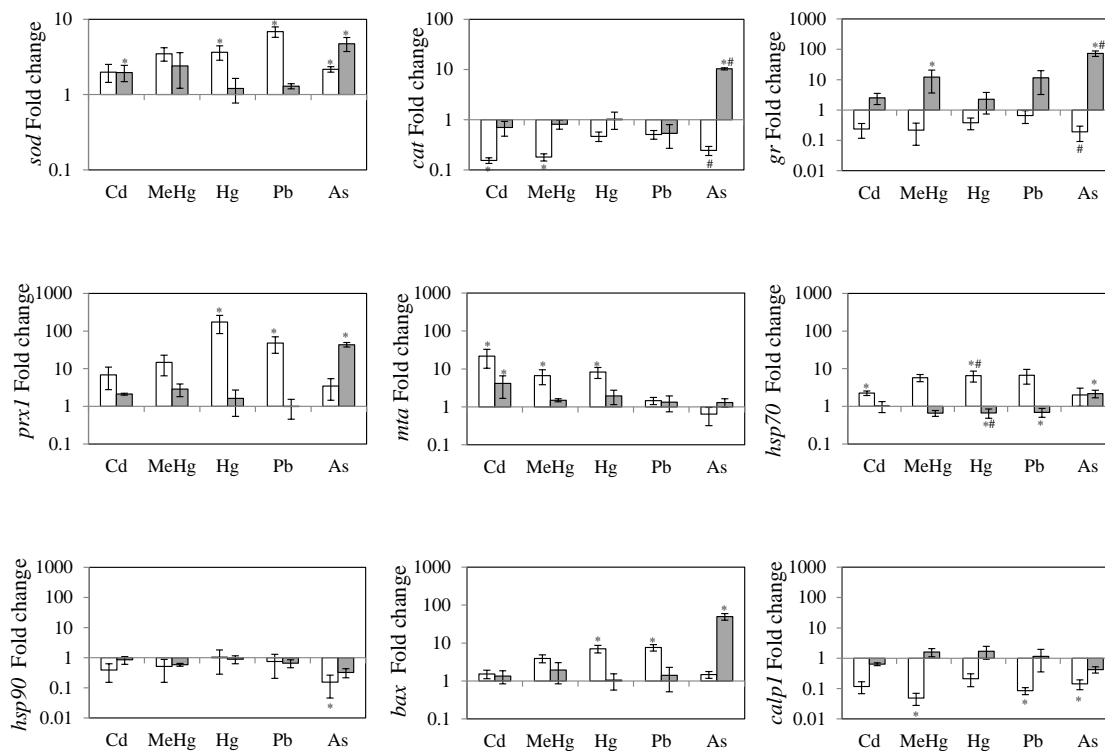 sod Fold change
10
1
0.1
* * * *
Cd MeHg Hg Pb As
cat Fold change
100
10
1
0.1
*#
* * #
Cd MeHg Hg Pb As
gr Fold change
1000
100
10
1
0.1
0.01
* *#
#
Cd MeHg Hg Pb As
prx1 Fold change
1000
100
10
1
0.1
* * *
Cd MeHg Hg Pb As
mta Fold change
1000
100
10
1
0.1
* * * *
Cd MeHg Hg Pb As
hsp70 Fold change
1000
100
10
1
0.1
* *# *
*# *
Cd MeHg Hg Pb As
hsp90 Fold change
1000
100
10
1
0.1
0.01
*
Cd MeHg Hg Pb As
bax Fold change
1000
100
10
1
0.1
* * *
Cd MeHg Hg Pb As
calp1 Fold change
1000
100
10
1
0.1
0.01
* * *
Cd MeHg Hg Pb As